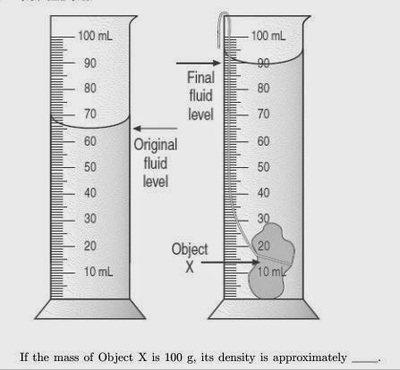 100 mL
90
80
70
60
50
40
30
20
10 mL
Original
fluid
level
Final
fluid
level
Object
X
100 mL
90
80
70
60
50
40
30
20
10 mL
If the mass of Object X is 100 g, its density is approximately ____.